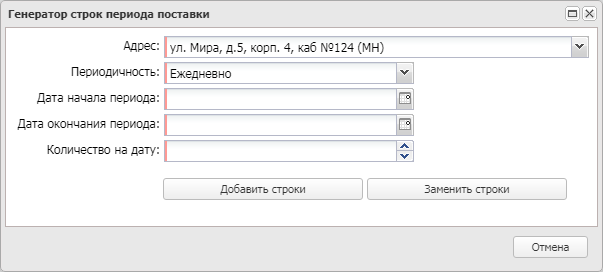 Генератор строк периода поставки
Адрес: ул. Мира, д.5, корп. 4, каб №124 (МН)
Периодичность: Ежедневно
Дата начала периода:
Дата окончания периода:
Количество на дату:
Добавить строки Заменить строки
Отмена